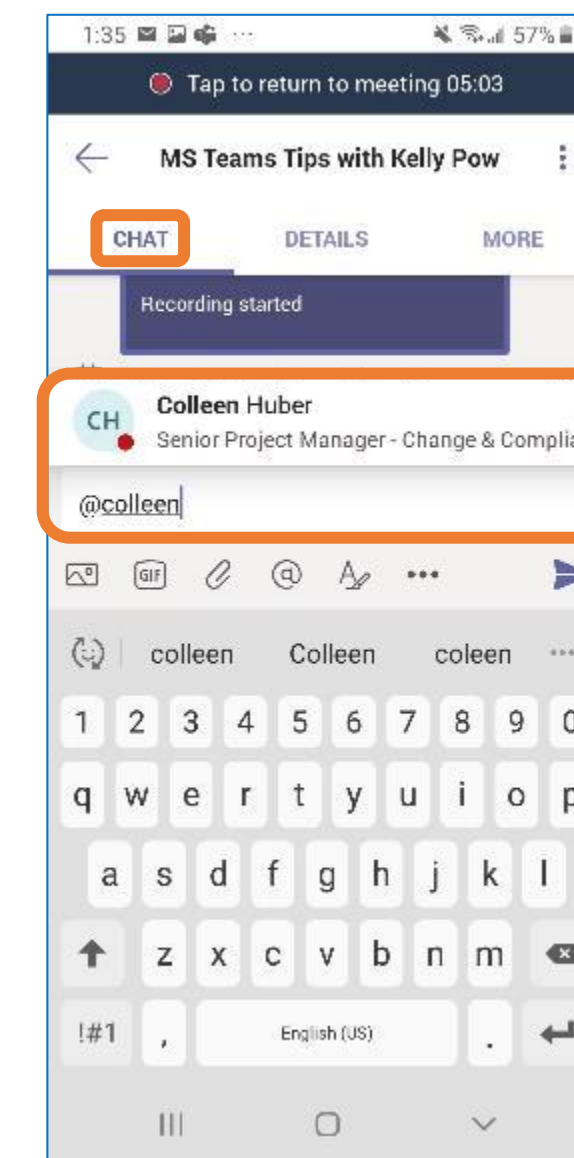 1:35 57%
Tap to return to meeting 05:03
MS Teams Tips with Kelly Pow
CHAT DETAILS MORE
Recording started
CH
Colleen Huber
Senior Project Manager - Change & Complia
@colleen
GIF @ A
colleen Colleen coleen
1 2 3 4 5 6 7 8 9 0
q w e r t y u i o p
a s d f g h j k l
z x c v b n m
!#1 , English (US) .